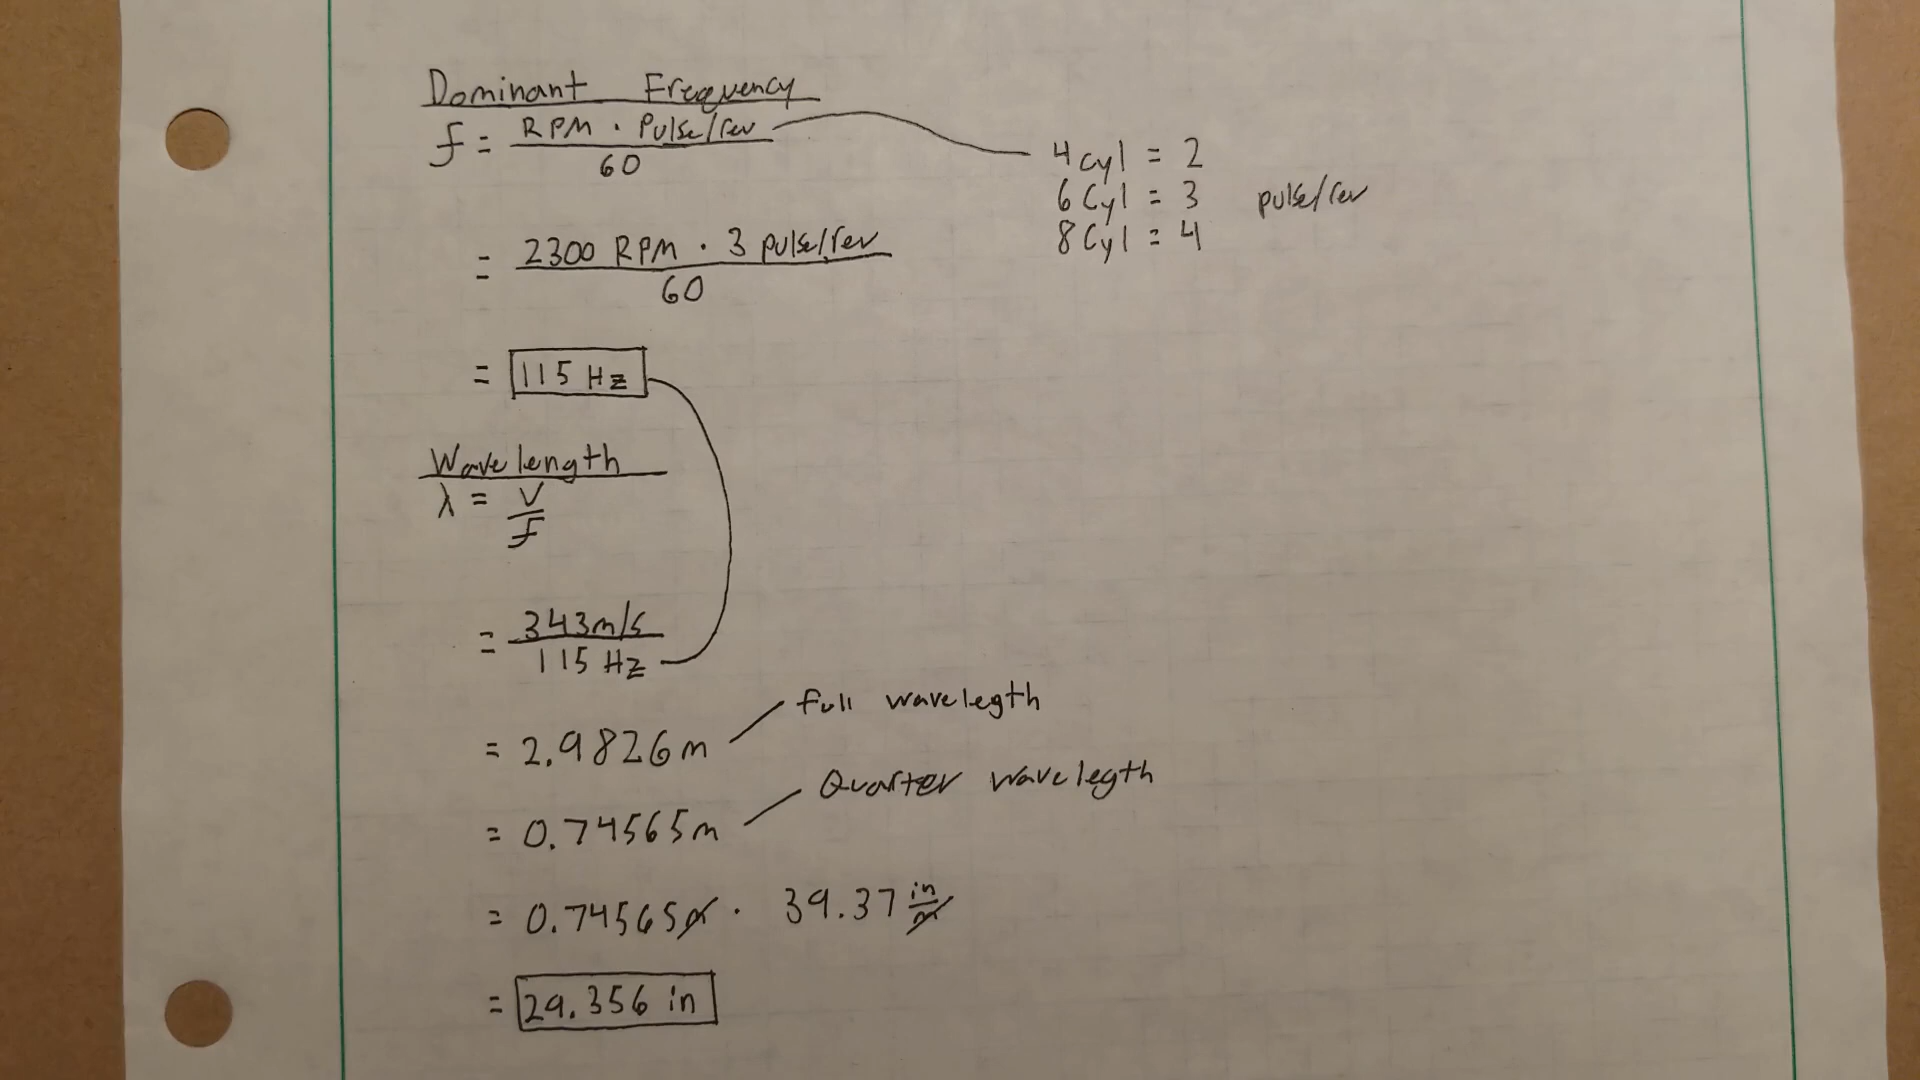 Dominant Frequency
f = RPM · Pulse/rev / 60
4 Cyl = 2
6 Cyl = 3 pulse/rev
8 Cyl = 4
= 2300 RPM · 3 pulse/rev / 60
= 115 Hz
Wavelength
λ = v / f
= 343m/s / 115 Hz
= 2.9826m full wavelegth
= 0.74565m Quarter wavelegth
= 0.74565m · 39.37 in/m
= 29.356 in